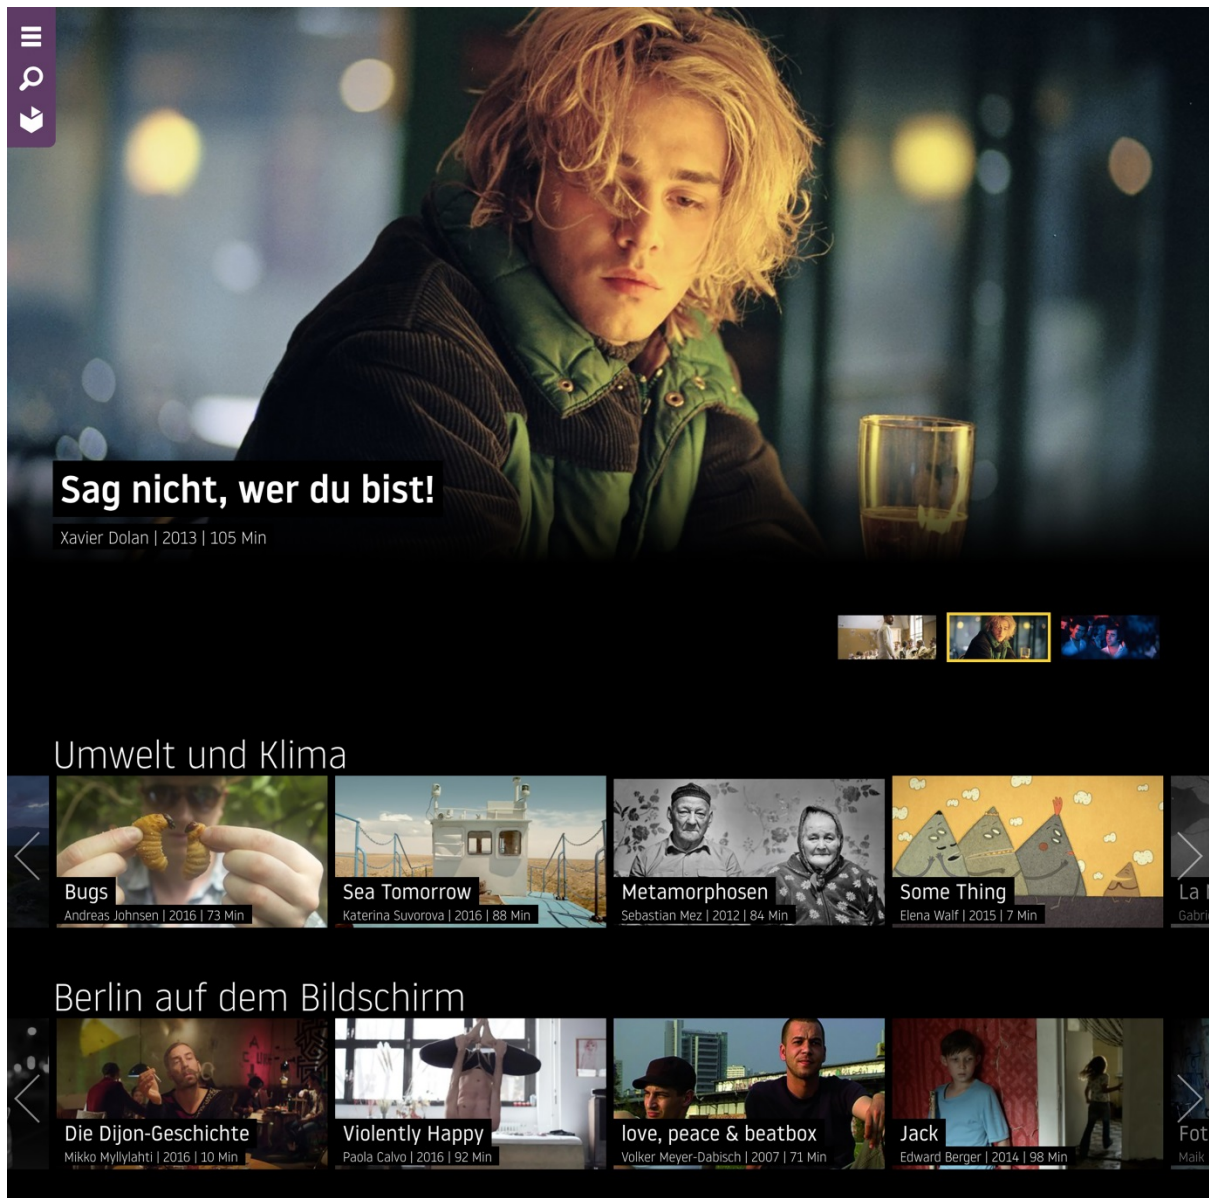 Sag nicht, wer du bist!
Xavier Dolan | 2013 | 105 Min
Umwelt und Klima
Bugs
Andreas Johnsen | 2016 | 73 Min
Sea Tomorrow
Katerina Suvorova | 2016 | 88 Min
Metamorphosen
Sebastian Mez | 2012 | 84 Min
Some Thing
Elena Walf | 2015 | 7 Min
La
Berlin auf dem Bildschirm
Die Dijon-Geschichte
Mikko Myllylahti | 2016 | 10 Min
Violently Happy
Paola Calvo | 2016 | 92 Min
love, peace & beatbox
Volker Meyer-Dabisch | 2007 | 71 Min
Jack
Edward Berger | 2014 | 98 Min
Fot
Maik